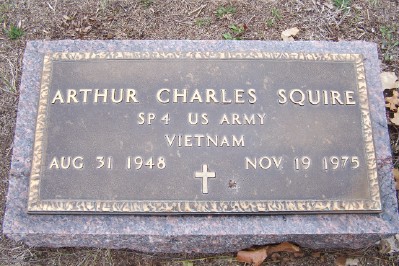 ARTHUR CHARLES SQUIRE
SP4 US ARMY
VIETNAM
AUG 31 1948 NOV 19 1975